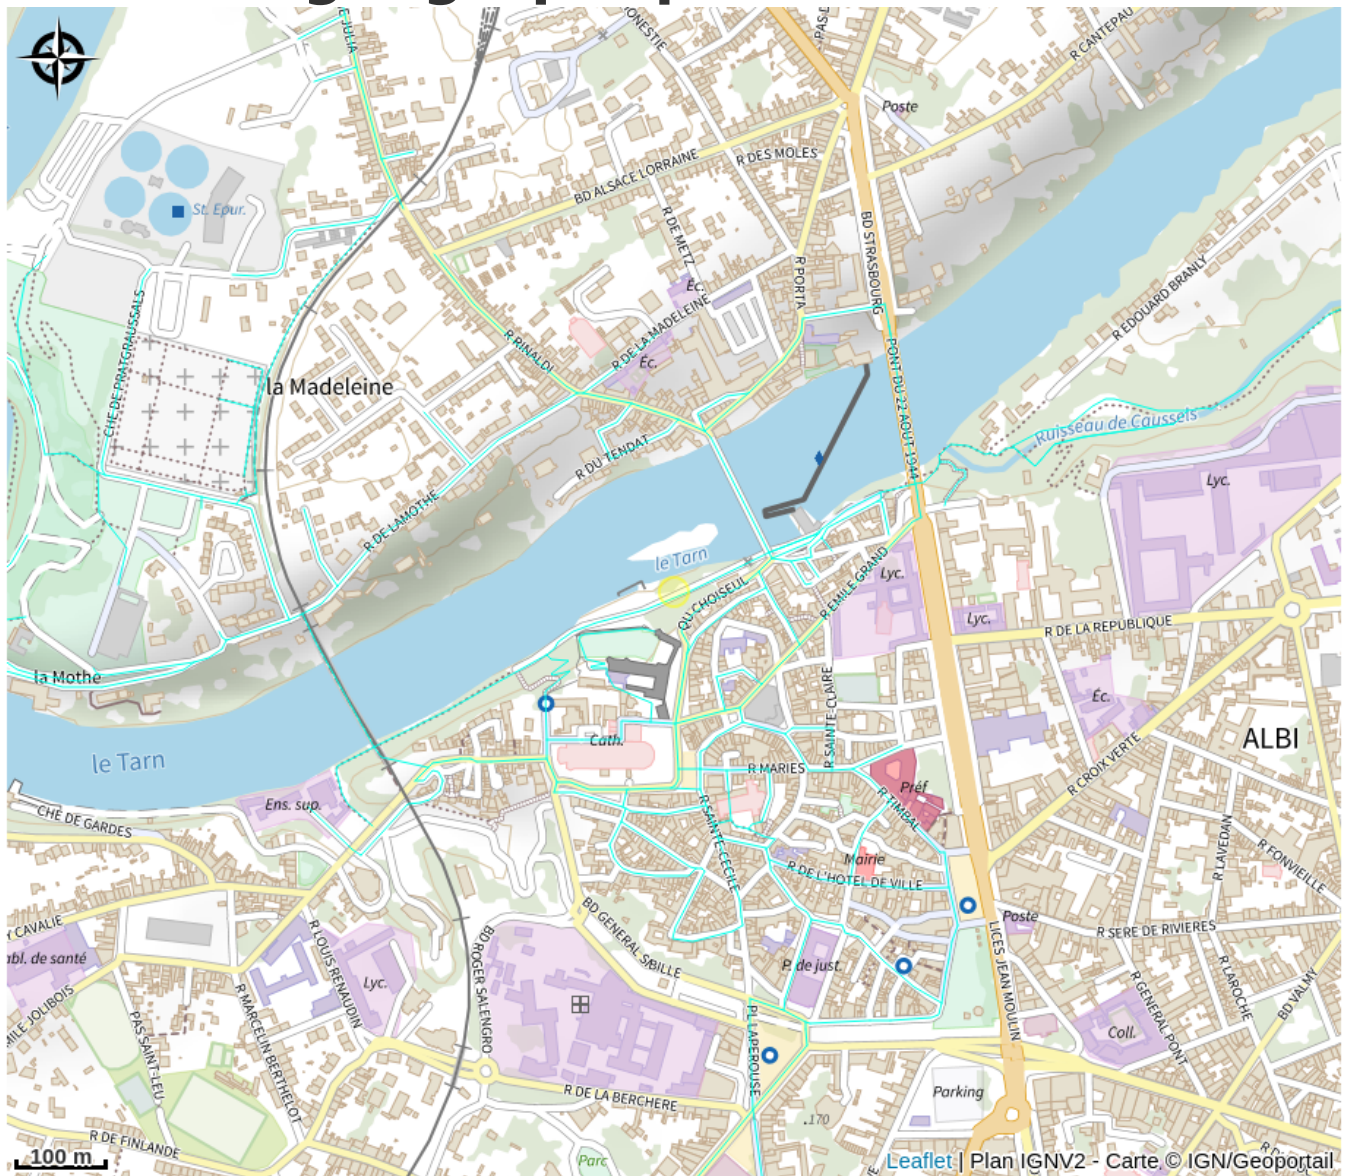 E JULIA
ONESTIE
PAS-D
R CANTEPAU
Poste
BD ALSACE LORRAINE
R DES MOLES
St. Epur.
R DE METZ
BD STRASBOURG
R PORTA
Éc.
R EDOUARD BRANLY
CHE DE PRATGRAUSSALS
R RINALDI
R DE LA MADELEINE
Éc.
PONT DU 22 AOUT 1944
la Madeleine
Ruisseau de Caussels
R DU TENDAT
Lyc.
R DE LAMOTHE
le Tarn
QU CHOISEUL
R EMILE GRAND
Lyc.
Lyc.
R DE LA REPUBLIQUE
la Mothe
Éc.
R SAINTE-CLAIRE
Cath.
ALBI
le Tarn
R MARIES
R CROIX VERTE
Préf
Ens. sup.
R TIMBAL
CHE DE GARDES
R SAINTE-CECILE
R LAVEDAN
R FONVIEILLE
Mairie
R DE L'HOTEL DE VILLE
Y CAVALIE
BD GENERAL SIBILLE
Poste
R SERE DE RIVIERES
abl. de santé
R LOUIS RENAUDIN
BD ROGER SALENGRO
P. de just.
LICES JEAN MOULIN
Lyc.
R LAROCHE
BD VALMY
MILE JOLIBOIS
R MARCELIN BERTHELOT
PAS SAINT-LEU
PL LAPEROUSE
R GENERAL PONT
Coll.
R DE LA BERCHERE
Parking
170
R DE FINLANDE
Parc
100 m
Leaflet | Plan IGNV2 - Carte © IGN/Geoportail